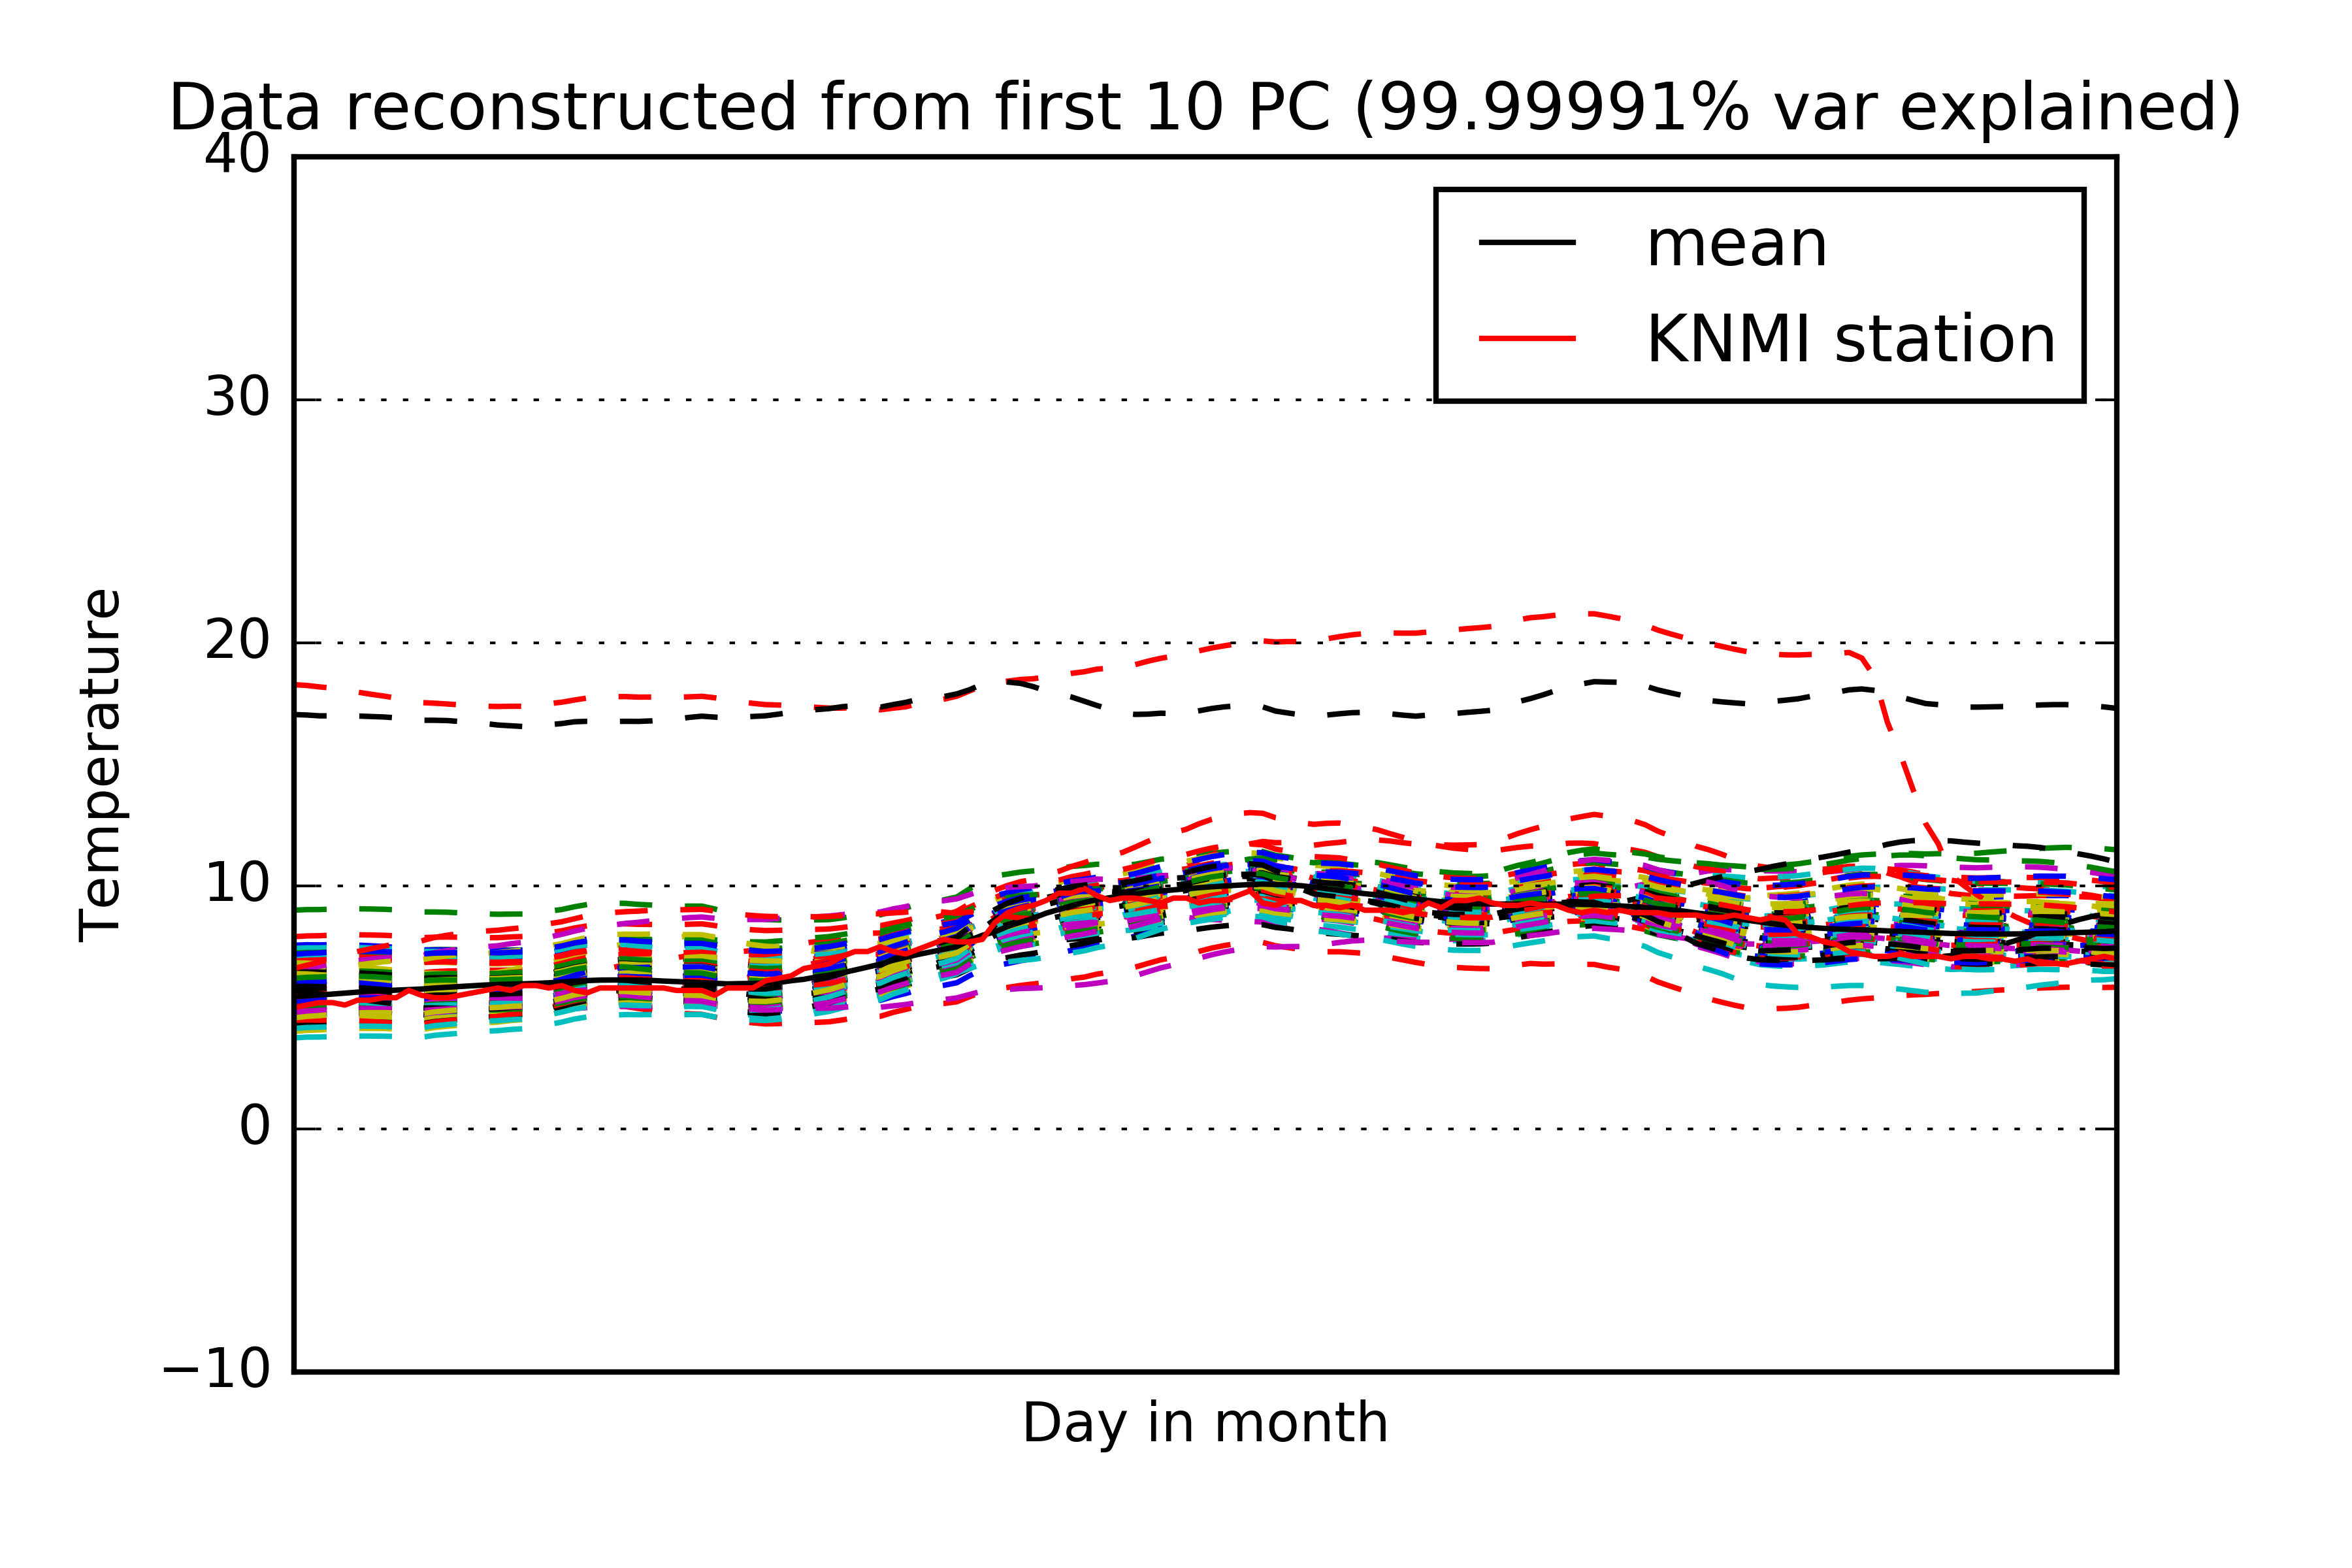 Data reconstructed from first 10 PC (99.99991% var explained)
40
30
20
10
0
−10
Temperature
Day in month
mean
KNMI station